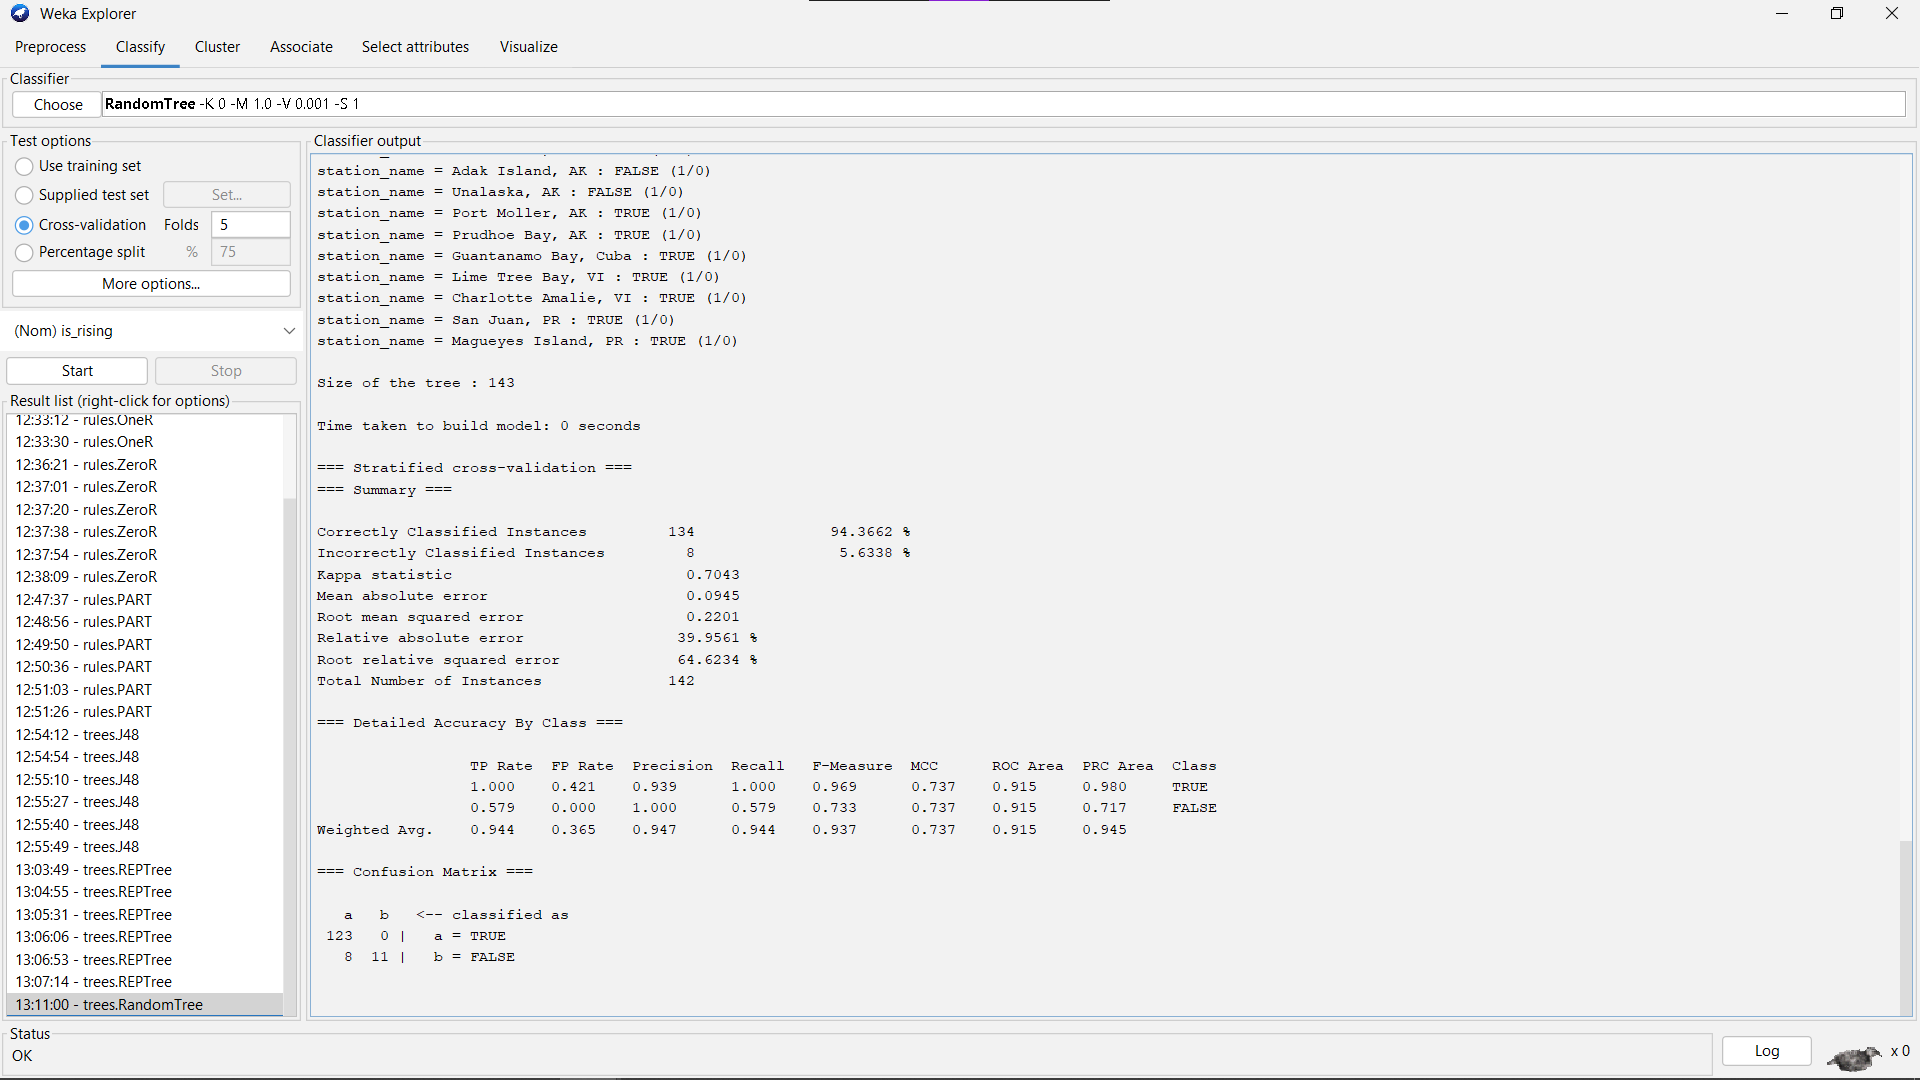 Weka Explorer
Preprocess Classify Cluster Associate Select attributes Visualize
Classifier
Choose RandomTree -K 0 -M 1.0 -V 0.001 -S 1
Test options
Use training set
Supplied test set Set...
Cross-validation Folds 5
Percentage split % 75
More options...
(Nom) is_rising
Start Stop
Result list (right-click for options)
12:33:12 - rules.OneR
12:33:30 - rules.OneR
12:36:21 - rules.ZeroR
12:37:01 - rules.ZeroR
12:37:20 - rules.ZeroR
12:37:38 - rules.ZeroR
12:37:54 - rules.ZeroR
12:38:09 - rules.ZeroR
12:47:37 - rules.PART
12:48:56 - rules.PART
12:49:50 - rules.PART
12:50:36 - rules.PART
12:51:03 - rules.PART
12:51:26 - rules.PART
12:54:12 - trees.J48
12:54:54 - trees.J48
12:55:10 - trees.J48
12:55:27 - trees.J48
12:55:40 - trees.J48
12:55:49 - trees.J48
13:03:49 - trees.REPTree
13:04:55 - trees.REPTree
13:05:31 - trees.REPTree
13:06:06 - trees.REPTree
13:06:53 - trees.REPTree
13:07:14 - trees.REPTree
13:11:00 - trees.RandomTree
Classifier output
station_name = Adak Island, AK : FALSE (1/0)
station_name = Unalaska, AK : FALSE (1/0)
station_name = Port Moller, AK : TRUE (1/0)
station_name = Prudhoe Bay, AK : TRUE (1/0)
station_name = Guantanamo Bay, Cuba : TRUE (1/0)
station_name = Lime Tree Bay, VI : TRUE (1/0)
station_name = Charlotte Amalie, VI : TRUE (1/0)
station_name = San Juan, PR : TRUE (1/0)
station_name = Magueyes Island, PR : TRUE (1/0)
Size of the tree : 143
Time taken to build model: 0 seconds
=== Stratified cross-validation ===
=== Summary ===
Correctly Classified Instances 134 94.3662 %
Incorrectly Classified Instances 8 5.6338 %
Kappa statistic 0.7043
Mean absolute error 0.0945
Root mean squared error 0.2201
Relative absolute error 39.9561 %
Root relative squared error 64.6234 %
Total Number of Instances 142
=== Detailed Accuracy By Class ===
TP Rate FP Rate Precision Recall F-Measure MCC ROC Area PRC Area Class
1.000 0.421 0.939 1.000 0.969 0.737 0.915 0.980 TRUE
0.579 0.000 1.000 0.579 0.733 0.737 0.915 0.717 FALSE
Weighted Avg. 0.944 0.365 0.947 0.944 0.937 0.737 0.915 0.945
=== Confusion Matrix ===
a b <-- classified as
123 0 | a = TRUE
8 11 | b = FALSE
Status
OK
Log
x 0